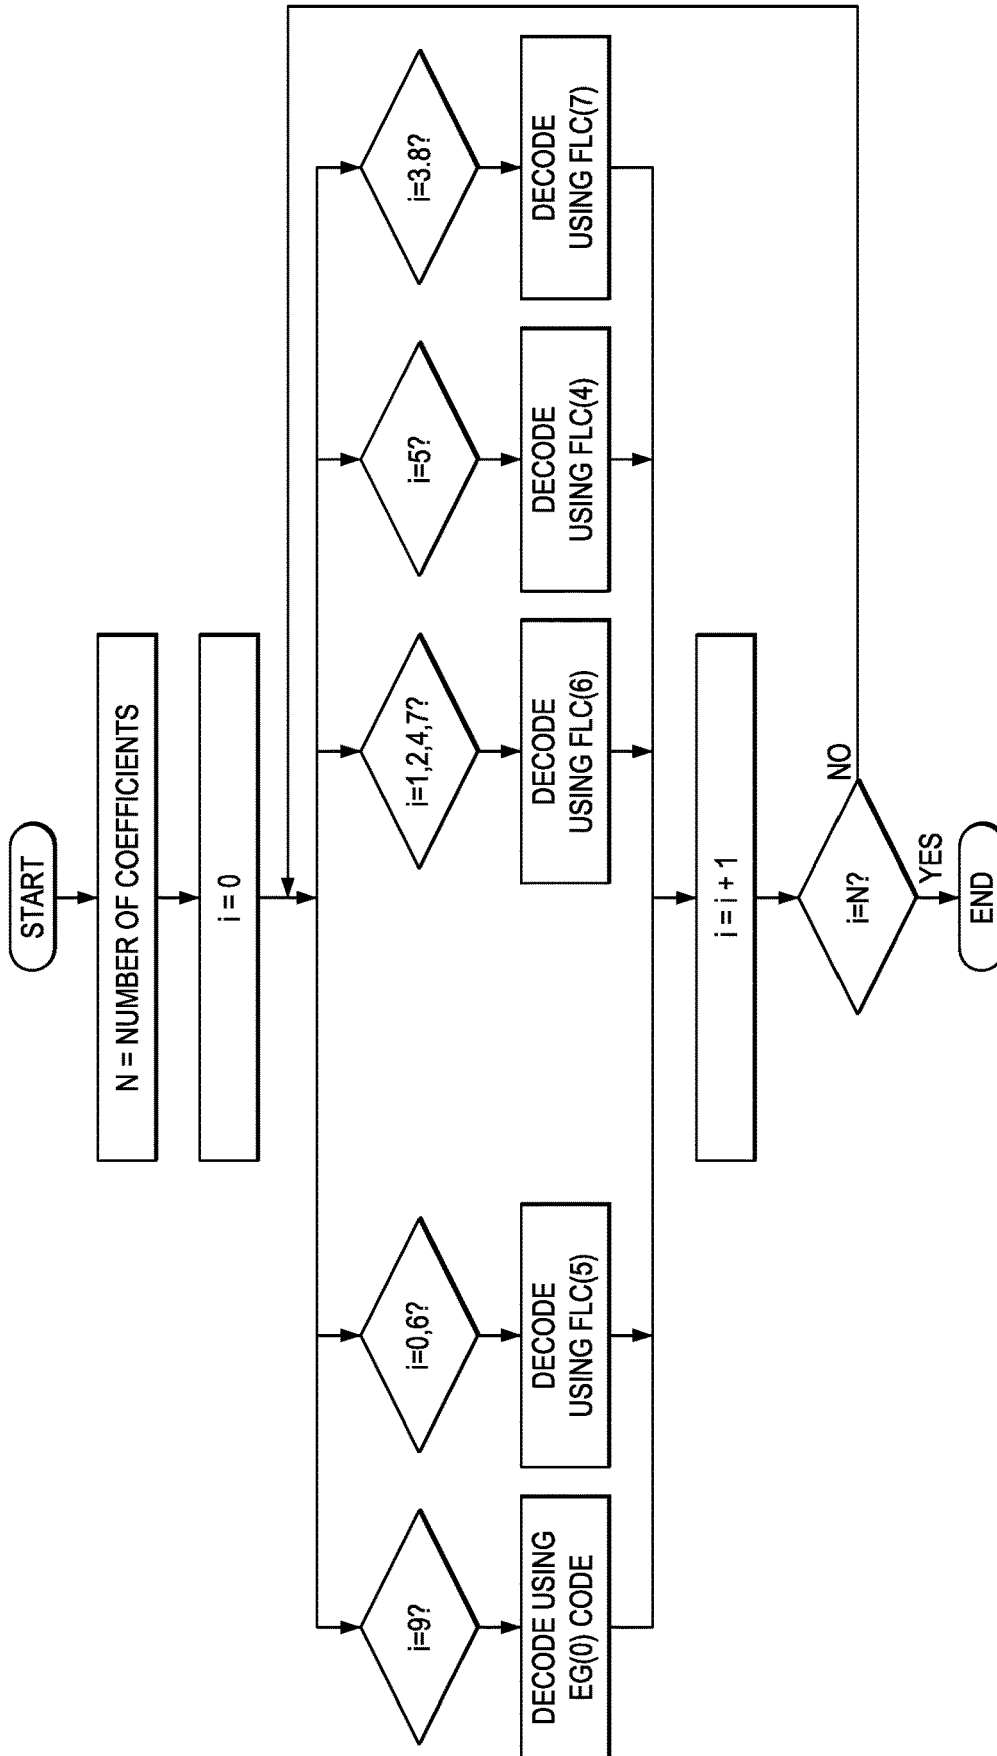 START
N = NUMBER OF COEFFICIENTS
i = 0
i=9?
i=0,6?
i=1,2,4,7?
i=5?
i=3.8?
DECODE USING
EG(0) CODE
DECODE
USING FLC(5)
DECODE
USING FLC(6)
DECODE
USING FLC(4)
DECODE
USING FLC(7)
i = i + 1
i=N?
NO
YES
END